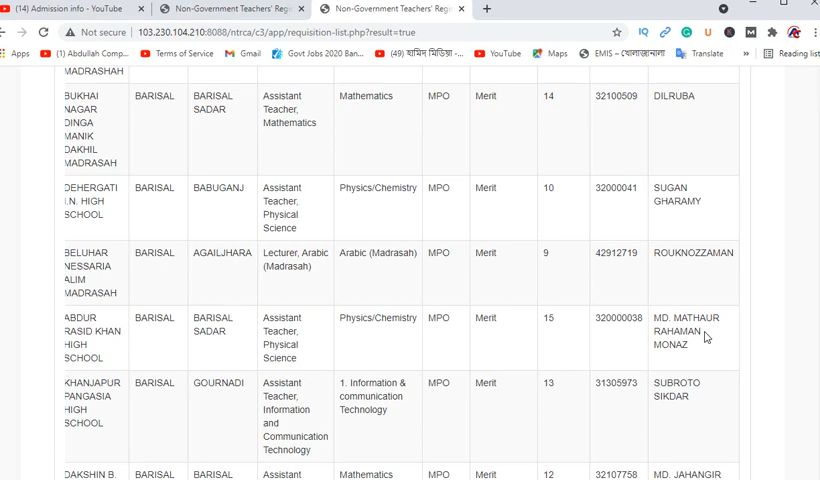 (14) Admission info - YouTube
Non-Government Teachers' Regi
Non-Government Teachers' Regi
Not secure
103.230.104.210:8088/ntrca/c3/app/requisition-list.php?result=true
Apps
(1) Abdullah Comp...
Terms of Service
Gmail
Govt Jobs 2020 Ban...
(49) হামিদ মিডিয়া -...
YouTube
Maps
EMIS – খোলাজানালা
Translate
»
Reading list
MADRASHAH
BUKHAI NAGAR DINGA MANIK DAKHIL MADRASAH
BARISAL
BARISAL SADAR
Assistant Teacher, Mathematics
Mathematics
MPO
Merit
14
32100509
DILRUBA
DEHERGATI I.N. HIGH SCHOOL
BARISAL
BABUGANJ
Assistant Teacher, Physical Science
Physics/Chemistry
MPO
Merit
10
32000041
SUGAN GHARAMY
BELUHAR NESSARIA ALIM MADRASAH
BARISAL
AGAILJHARA
Lecturer, Arabic (Madrasah)
Arabic (Madrasah)
MPO
Merit
9
42912719
ROUKNOZZAMAN
ABDUR RASID KHAN HIGH SCHOOL
BARISAL
BARISAL SADAR
Assistant Teacher, Physical Science
Physics/Chemistry
MPO
Merit
15
320000038
MD. MATHAUR RAHAMAN MONAZ
KHANJAPUR PANGASIA HIGH SCHOOL
BARISAL
GOURNADI
Assistant Teacher, Information and Communication Technology
1. Information & communication Technology
MPO
Merit
13
31305973
SUBROTO SIKDAR
DAKSHIN B.
BARISAL
BARISAL
Assistant
Mathematics
MPO
Merit
12
32107758
MD. JAHANGIR